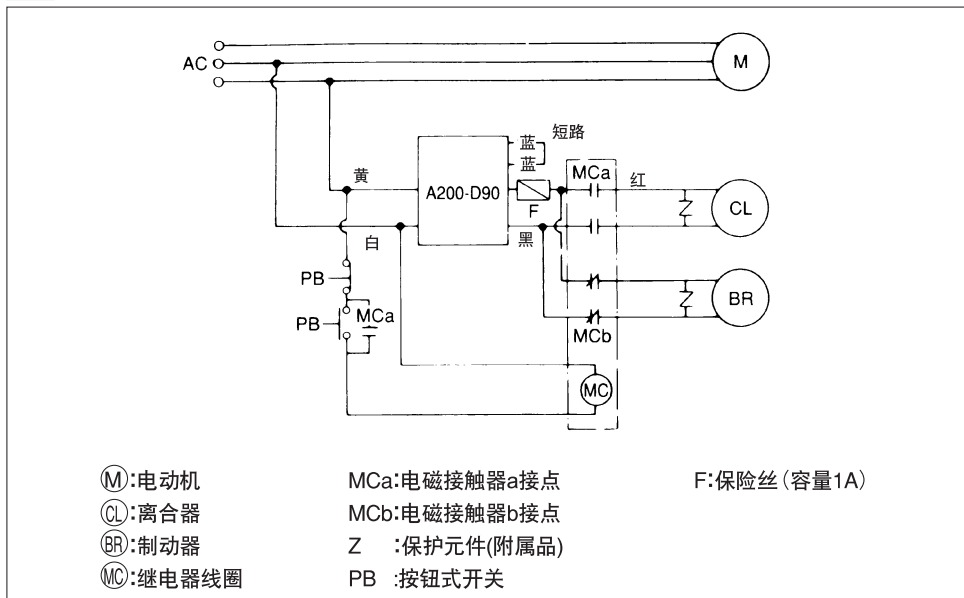 AC
M
蓝 短路
蓝
MCa
红
黄
A200-D90
F
CL
白
黑
PB
BR
PB
MCa
MCb
MC
Ⓜ:电动机
MCa:电磁接触器a接点
F:保险丝(容量1A)
CL:离合器
MCb:电磁接触器b接点
BR:制动器
Z :保护元件(附属品)
MC:继电器线圈
PB :按钮式开关